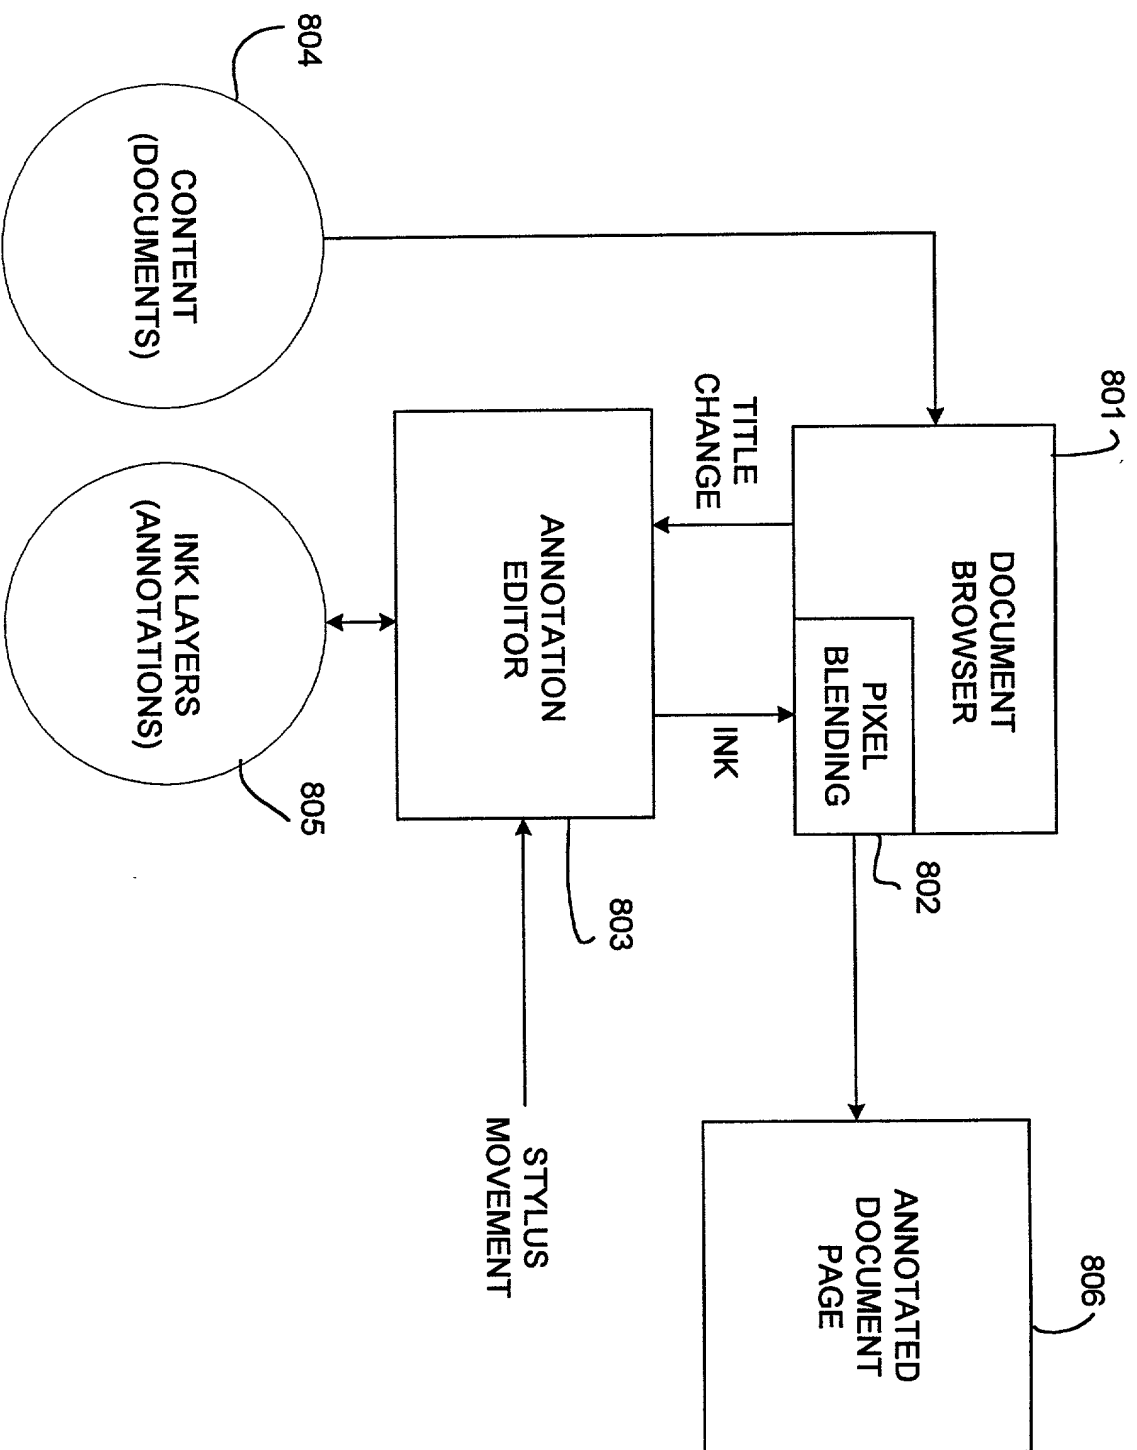 801
DOCUMENT
BROWSER
PIXEL
BLENDING
802
806
ANNOTATED
DOCUMENT
PAGE
TITLE
CHANGE
INK
803
ANNOTATION
EDITOR
STYLUS
MOVEMENT
804
CONTENT
(DOCUMENTS)
805
INK LAYERS
(ANNOTATIONS)